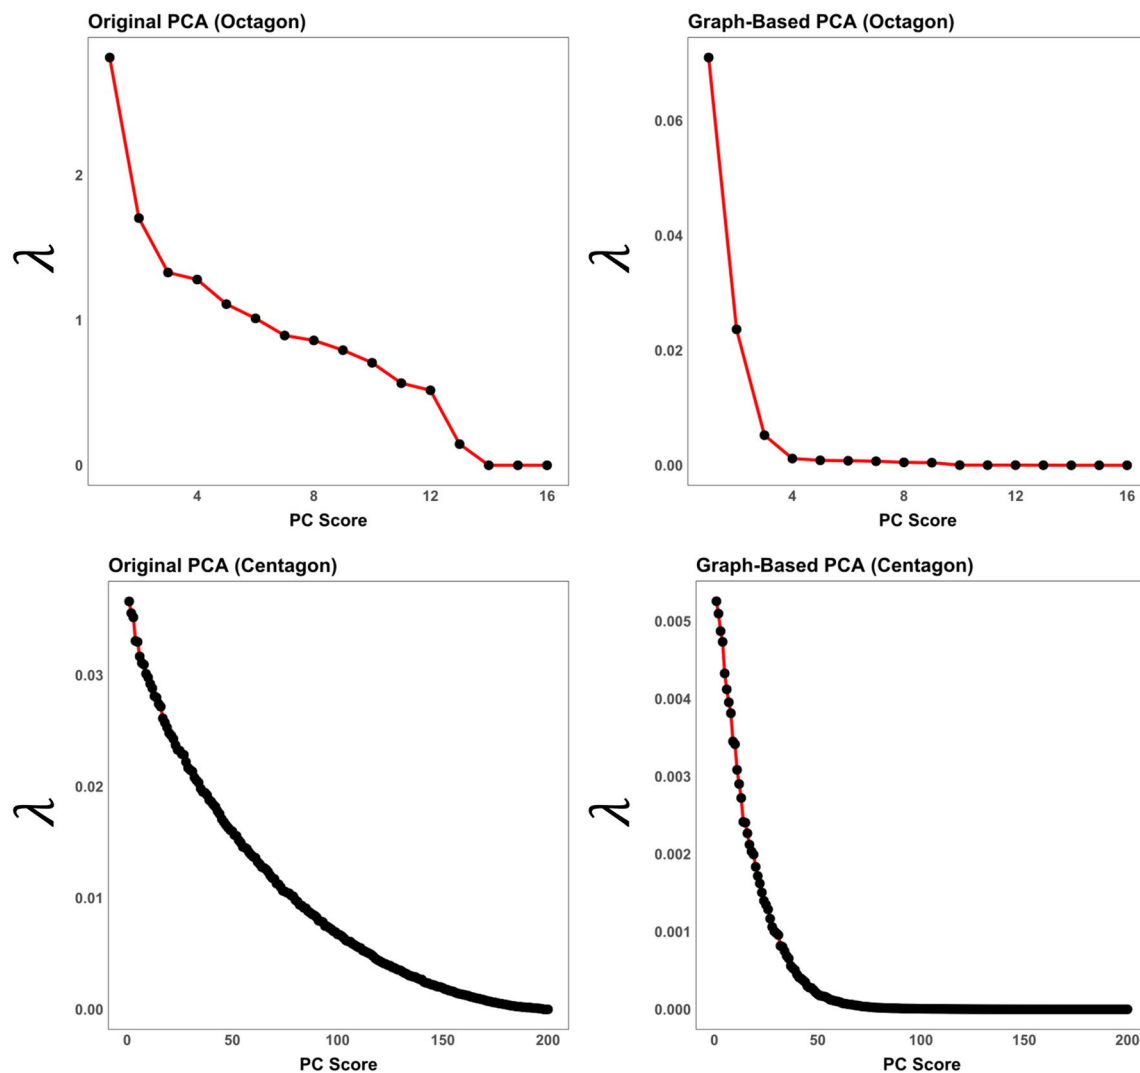 Original PCA (Octagon)
λ
2
1
0
4 8 12 16
PC Score
Graph-Based PCA (Octagon)
λ
0.06
0.04
0.02
0.00
4 8 12 16
PC Score
Original PCA (Centagon)
λ
0.03
0.02
0.01
0.00
0 50 100 150 200
PC Score
Graph-Based PCA (Centagon)
λ
0.005
0.004
0.003
0.002
0.001
0.000
0 50 100 150 200
PC Score